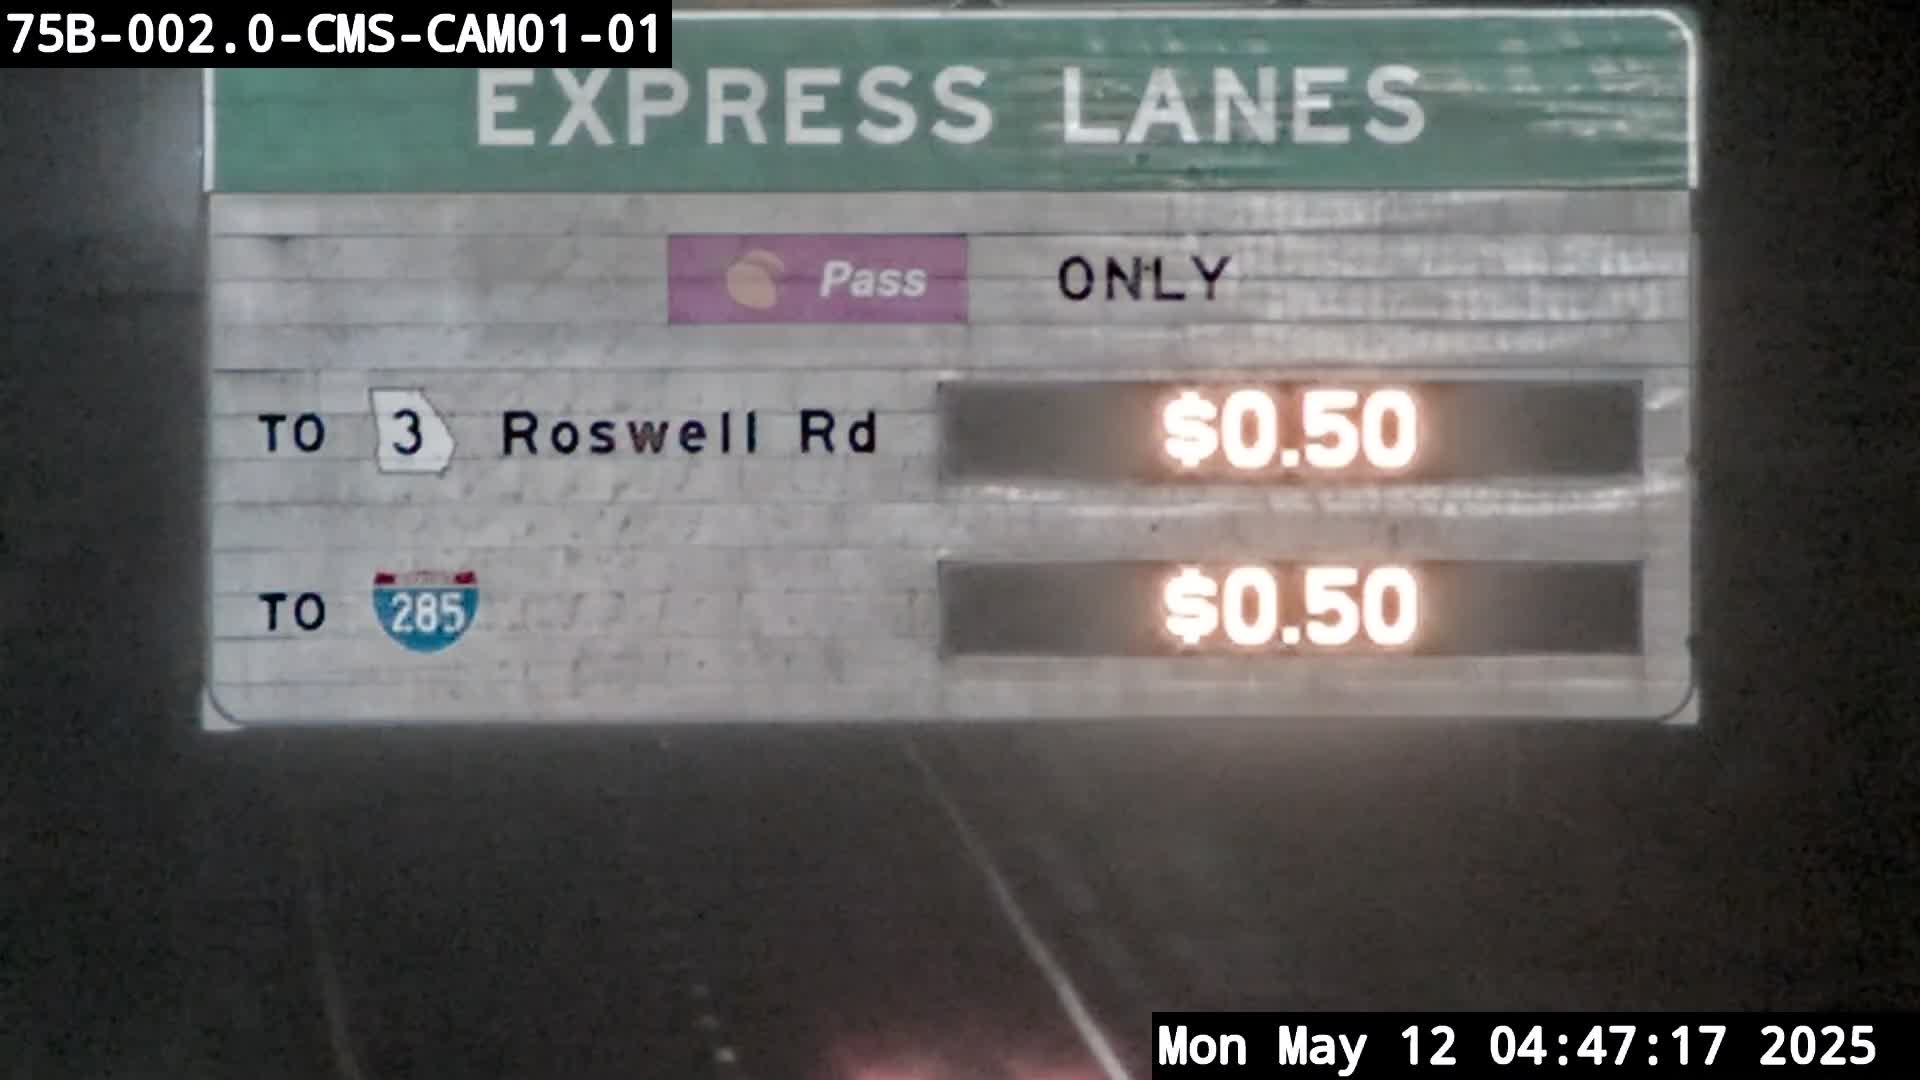 75B-002.0-CMS-CAM01-01
EXPRESS LANES
Pass ONLY
TO 3 Roswell Rd $0.50
TO 285 $0.50
Mon May 12 04:47:17 2025